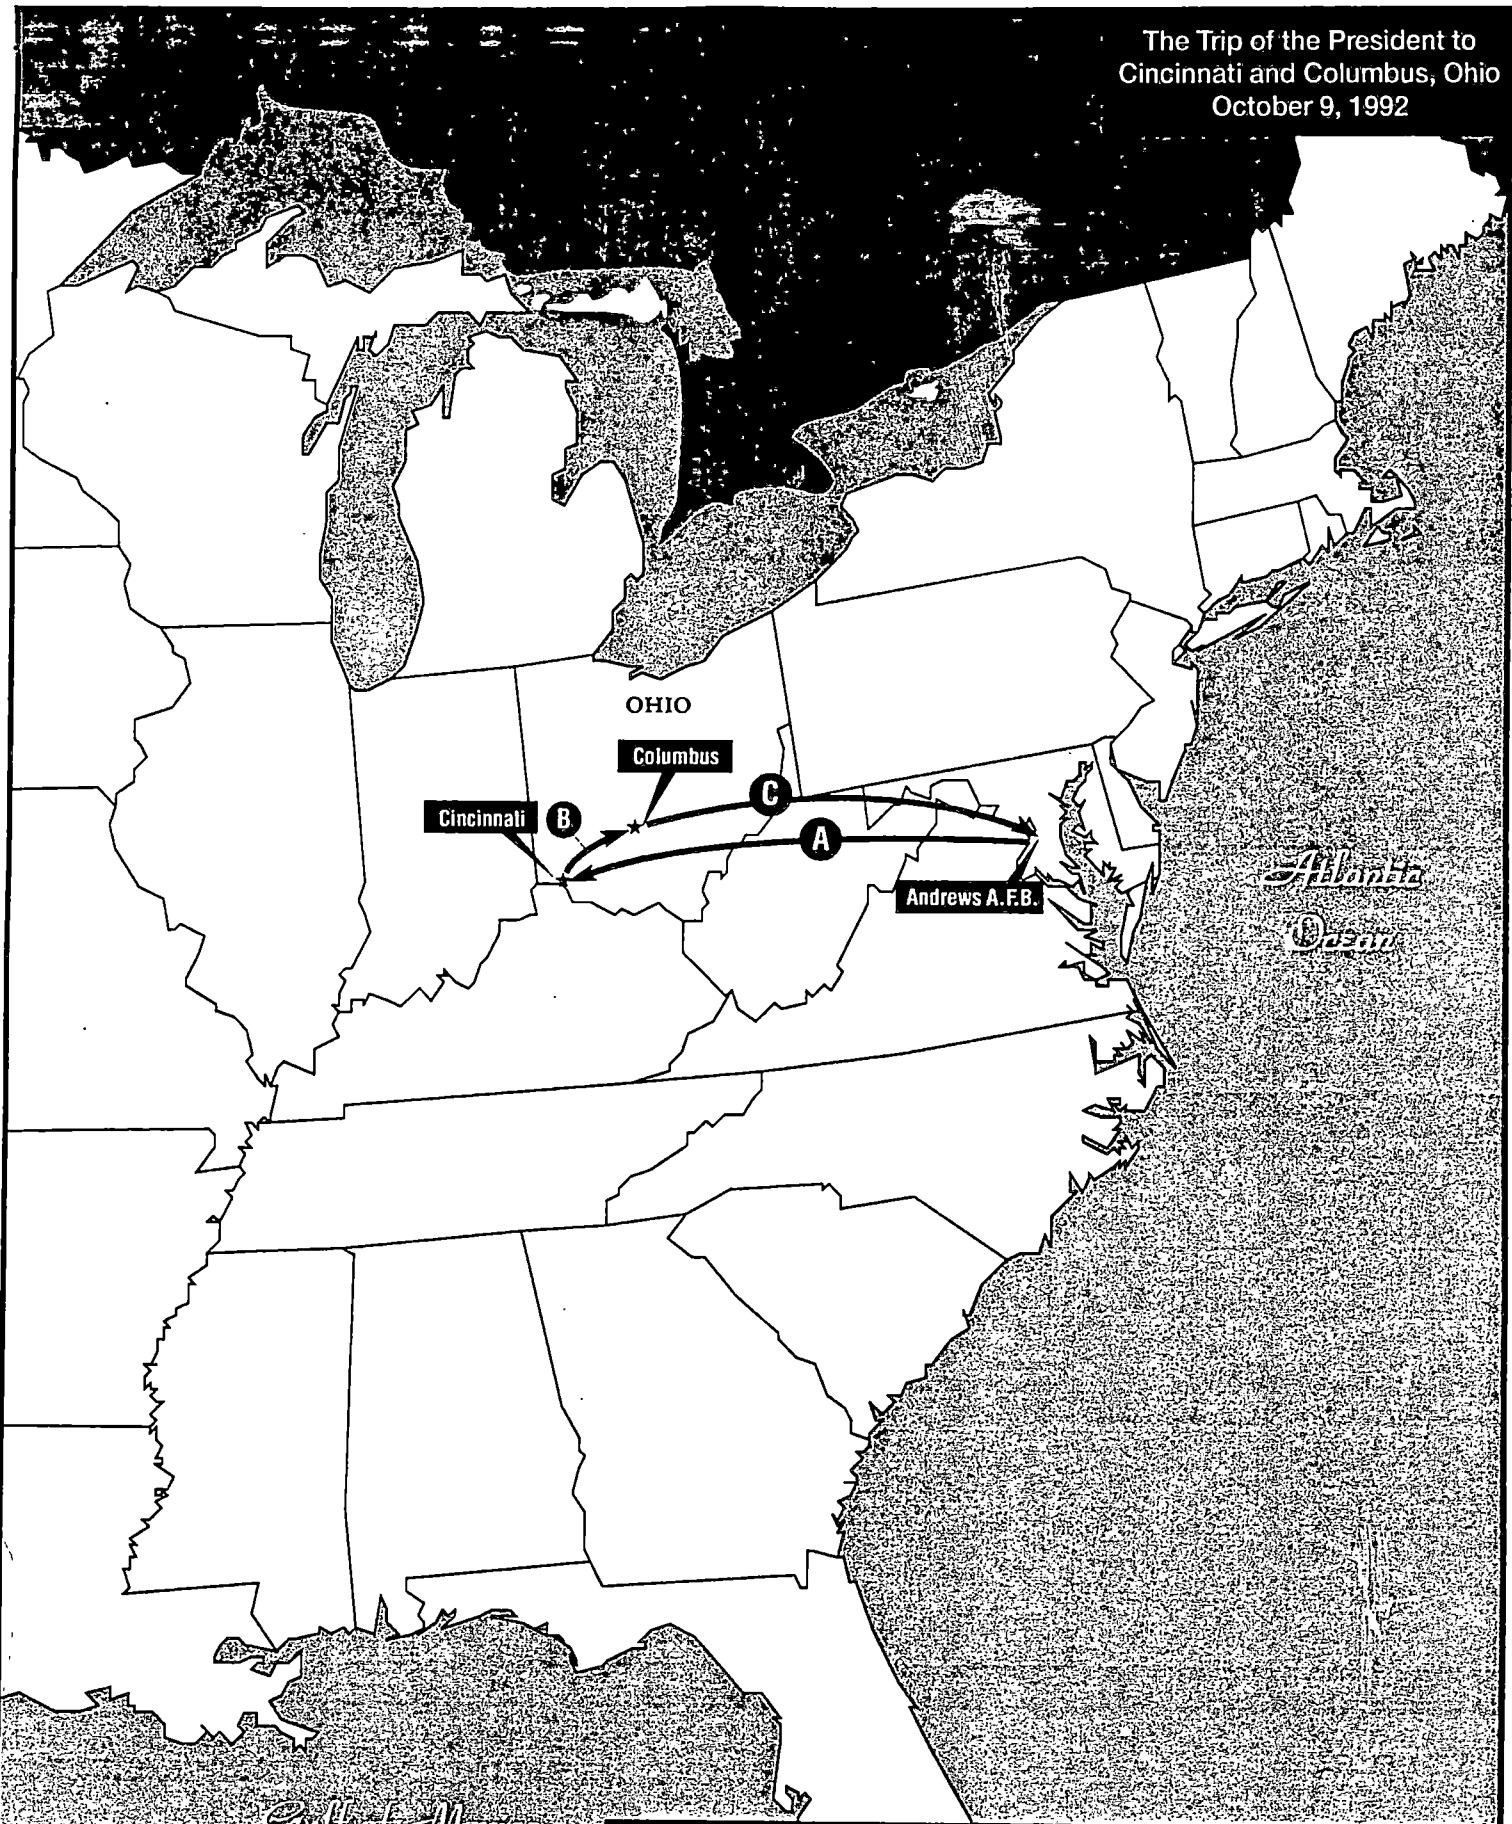 The Trip of the President to
Cincinnati and Columbus, Ohio
October 9, 1992
OHIO
Columbus
C
Cincinnati
B
A
Andrews A.F.B.
Atlantic
Ocean